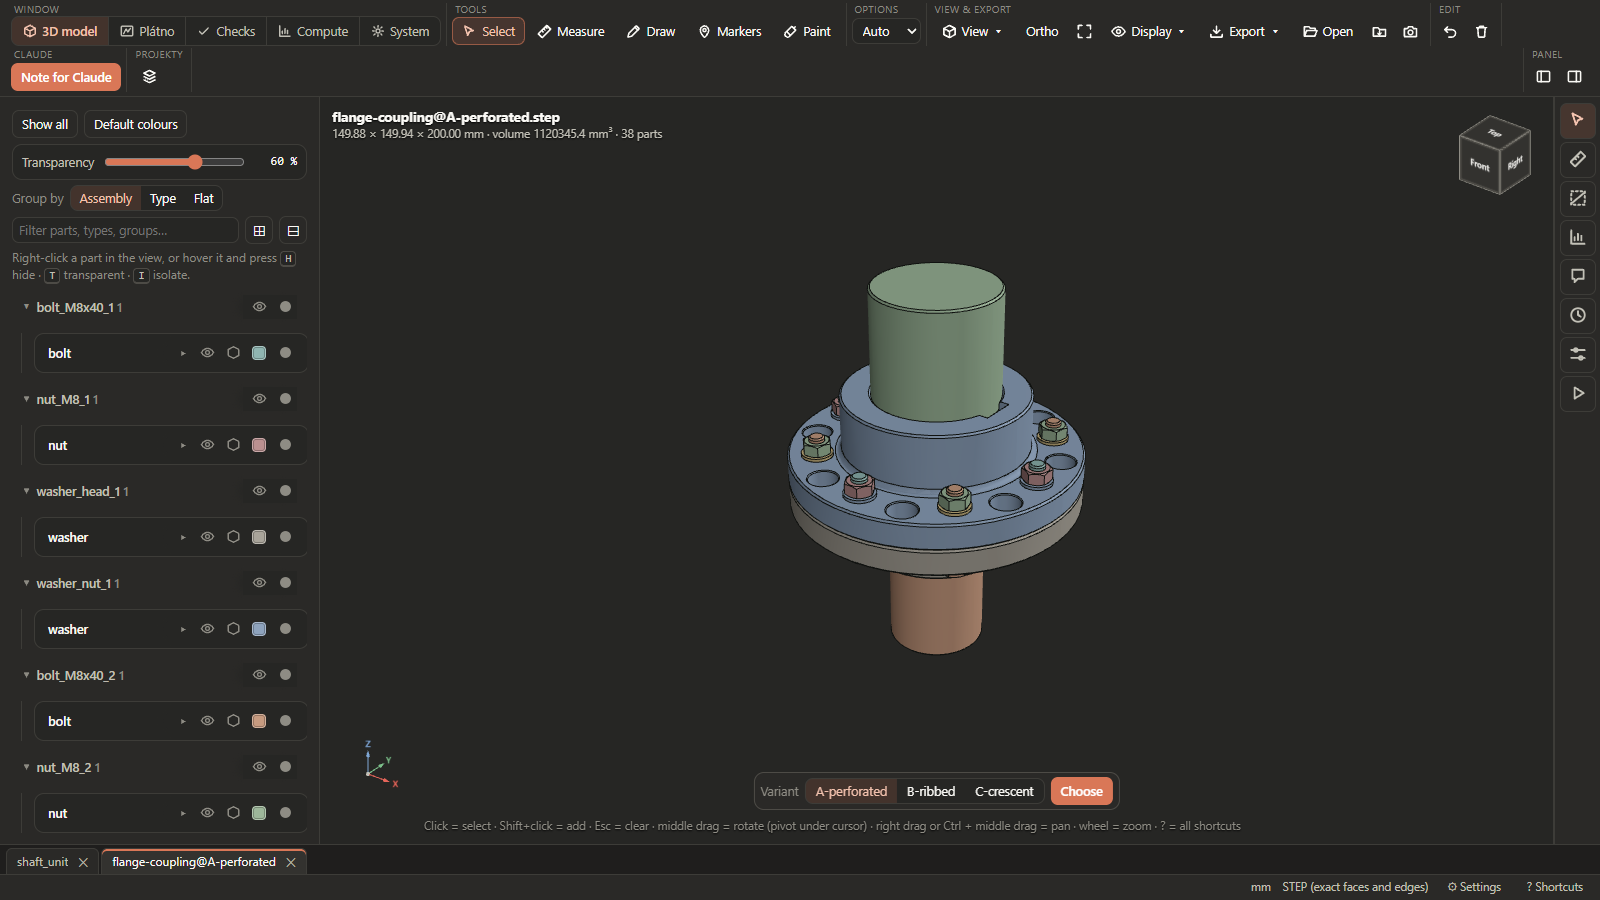 WINDOW
3D model
Plátno
Checks
Compute
System
TOOLS
Select
Measure
Draw
Markers
Paint
OPTIONS
Auto
VIEW & EXPORT
View
Ortho
Display
Export
Open
EDIT
CLAUDE
Note for Claude
PROJEKTY
PANEL
Show all
Default colours
Transparency 60 %
Group by Assembly Type Flat
Filter parts, types, groups...
Right-click a part in the view, or hover it and press H
hide · T transparent · I isolate.
bolt_M8x40_1 1
bolt
nut_M8_1 1
nut
washer_head_1 1
washer
washer_nut_1 1
washer
bolt_M8x40_2 1
bolt
nut_M8_2 1
nut
flange-coupling@A-perforated.step
149.88 × 149.94 × 200.00 mm · volume 1120345.4 mm³ · 38 parts
Top
Front
Right
Z
Y
X
Variant A-perforated B-ribbed C-crescent Choose
Click = select · Shift+click = add · Esc = clear · middle drag = rotate (pivot under cursor) · right drag or Ctrl + middle drag = pan · wheel = zoom · ? = all shortcuts
shaft_unit
flange-coupling@A-perforated
mm STEP (exact faces and edges) Settings ? Shortcuts